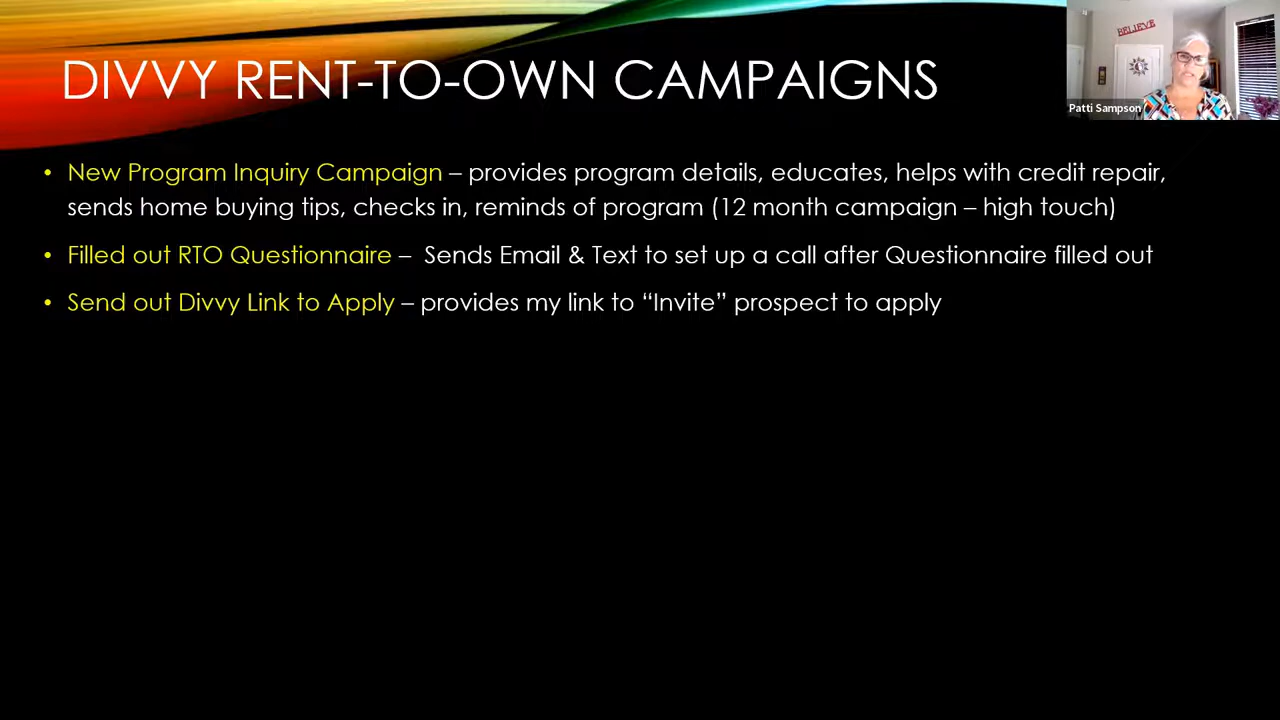 DIVVY RENT-TO-OWN CAMPAIGNS
BELIEVE
Patti Sampson
• New Program Inquiry Campaign – provides program details, educates, helps with credit repair,
sends home buying tips, checks in, reminds of program (12 month campaign – high touch)
• Filled out RTO Questionnaire – Sends Email & Text to set up a call after Questionnaire filled out
• Send out Divvy Link to Apply – provides my link to “Invite” prospect to apply